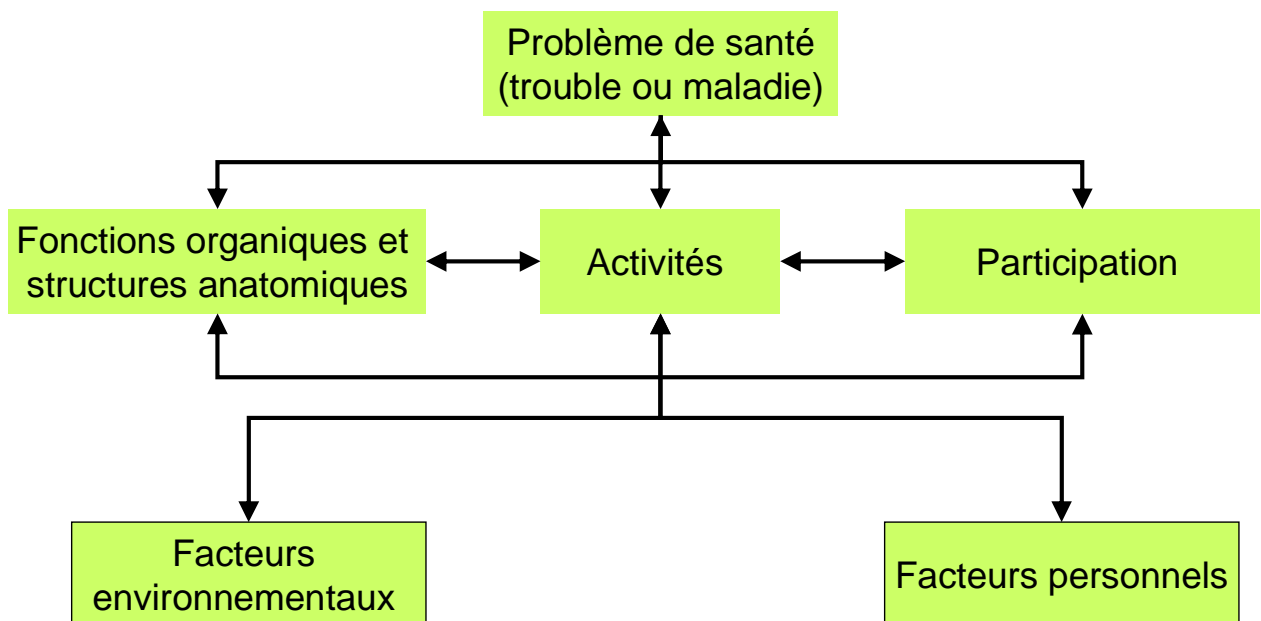 Problème de santé
(trouble ou maladie)
Fonctions organiques et
structures anatomiques
Activités
Participation
Facteurs
environnementaux
Facteurs personnels